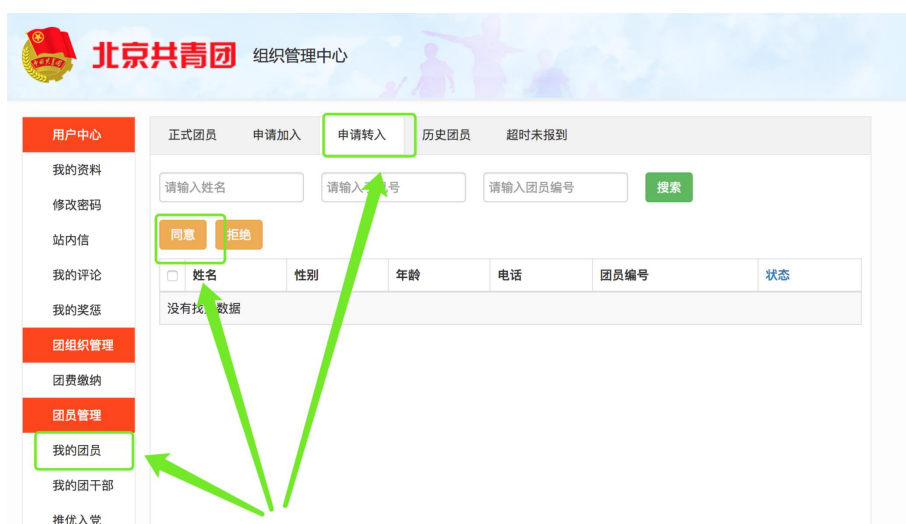 北京共青团 组织管理中心
用户中心
我的资料
修改密码
站内信
我的评论
我的奖惩
团组织管理
团费缴纳
团员管理
我的团员
我的团干部
推优入党
正式团员 申请加入 申请转入 历史团员 超时未报到
请输入姓名 请输入 号 请输入团员编号 搜索
同意 拒绝
姓名 性别 年龄 电话 团员编号 状态
没有找 数据